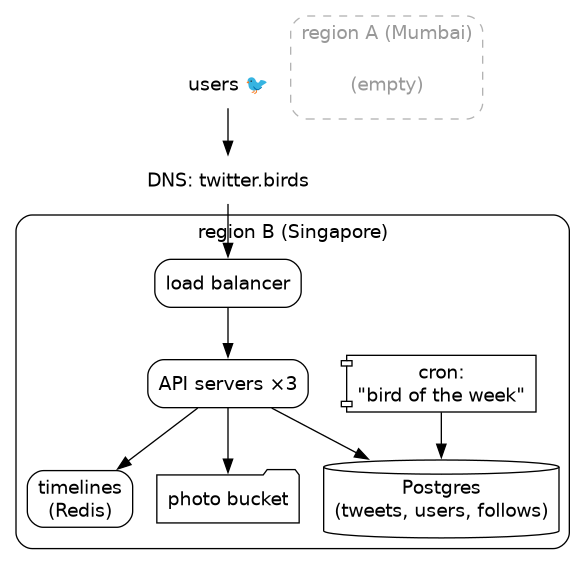 region A (Mumbai)
users 🐦
(empty)
DNS: twitter.birds
region B (Singapore)
load balancer
API servers ×3
cron:
"bird of the week"
timelines
(Redis)
photo bucket
Postgres
(tweets, users, follows)